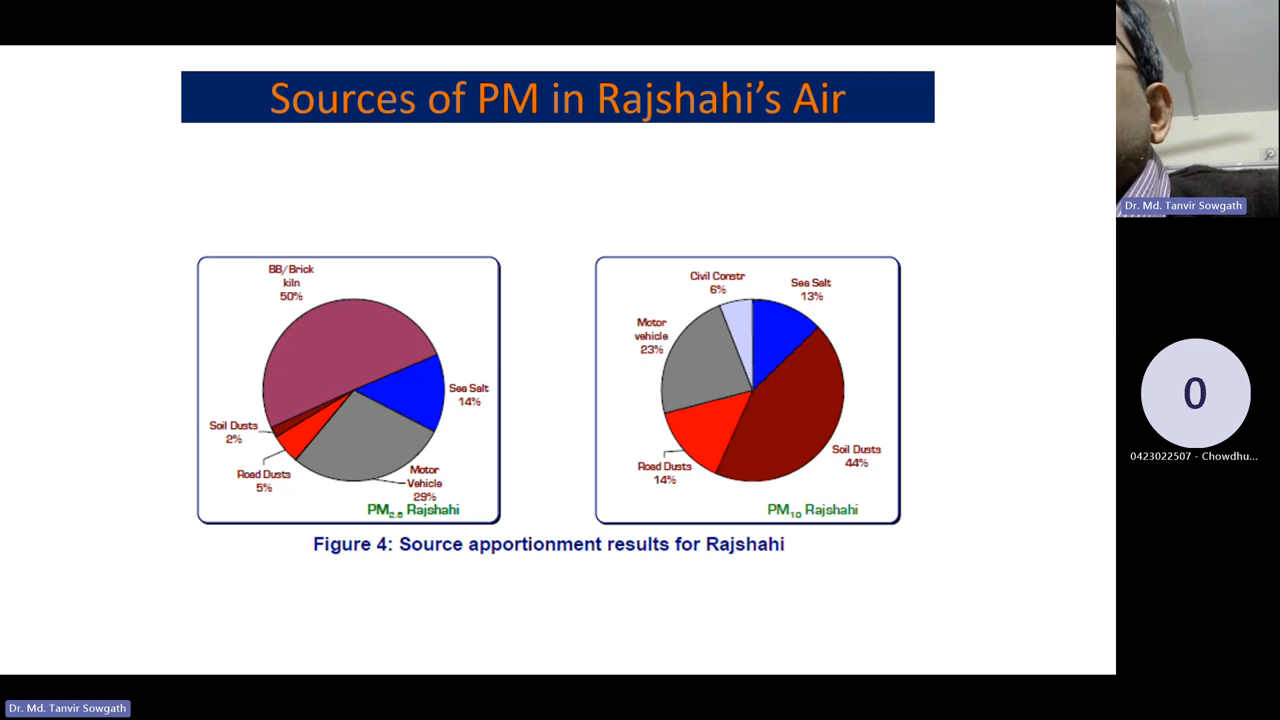 Sources of PM in Rajshahi's Air
BB/Brick
kiln
50%
Sea Salt
14%
Soil Dusts
2%
Road Dusts
5%
Motor
Vehicle
29%
PM2.5 Rajshahi
Civil Constr
6%
Sea Salt
13%
Motor
vehicle
23%
Soil Dusts
44%
Road Dusts
14%
PM10 Rajshahi
Figure 4: Source apportionment results for Rajshahi
Dr. Md. Tanvir Sowgath
0
0423022507 - Chowdhu...
Dr. Md. Tanvir Sowgath